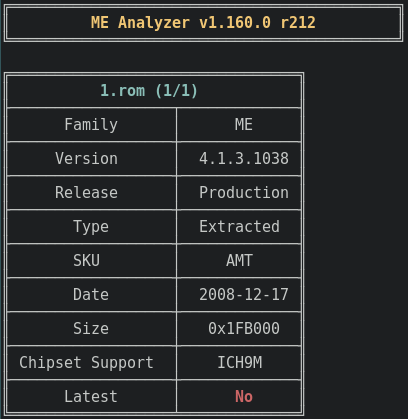 ME Analyzer v1.160.0 r212
1.rom (1/1)
Family ME
Version 4.1.3.1038
Release Production
Type Extracted
SKU AMT
Date 2008-12-17
Size 0x1FB000
Chipset Support ICH9M
Latest No